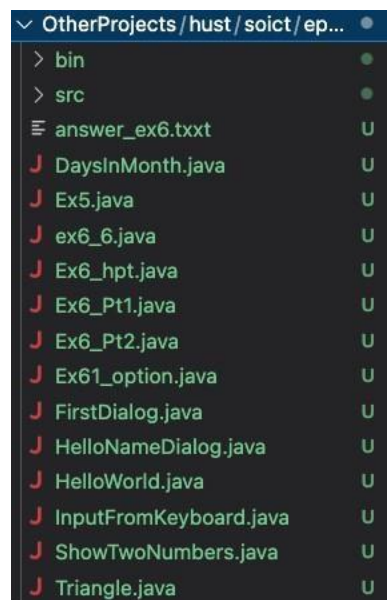 OtherProjects/hust/soict/ep...
bin
src
answer_ex6.txxt U
DaysInMonth.java U
J Ex5.java U
J ex6_6.java U
J Ex6_hpt.java U
J Ex6_Pt1.java U
J Ex6_Pt2.java U
J Ex61_option.java U
J FirstDialog.java U
J HelloNameDialog.java U
J HelloWorld.java U
J InputFromKeyboard.java U
J ShowTwoNumbers.java U
J Triangle.java U